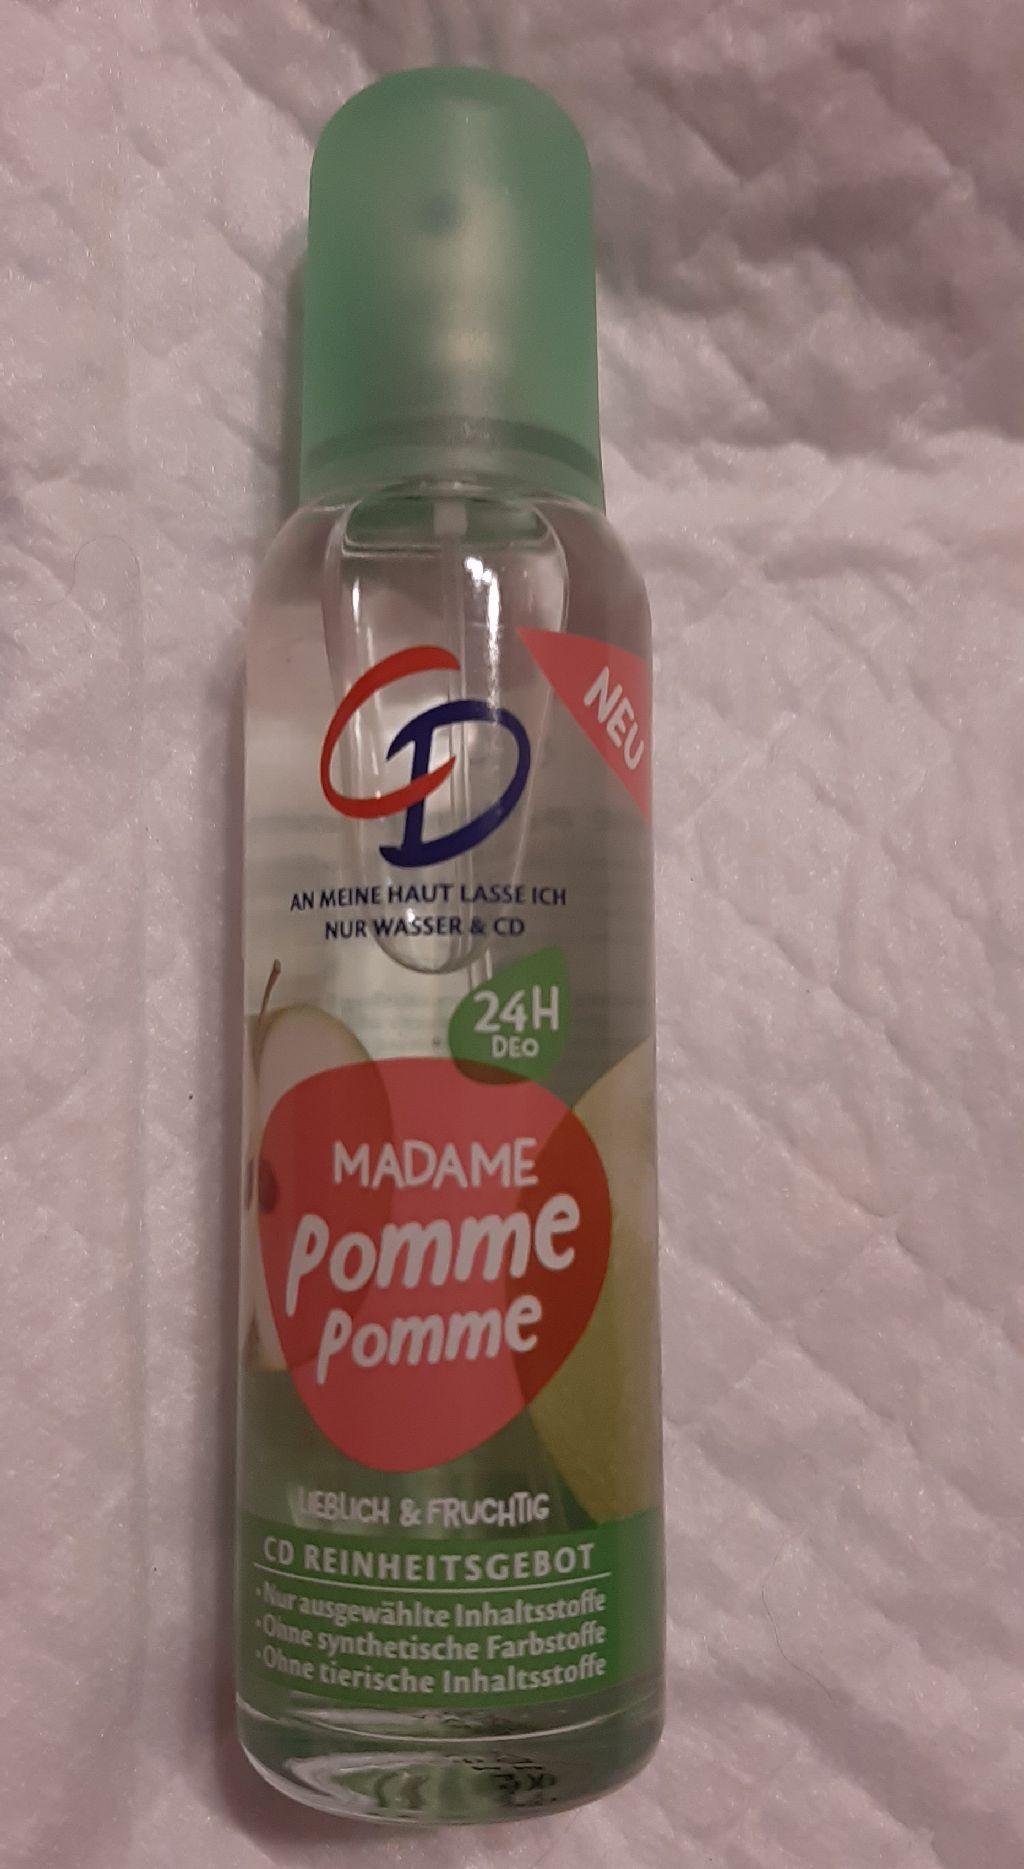 CD
NEU
AN MEINE HAUT LASSE ICH
NUR WASSER & CD
24H
DEO
MADAME
Pomme
Pomme
LIEBLICH & FRUCHTIG
CD REINHEITSGEBOT
• Nur ausgewählte Inhaltsstoffe
• Ohne synthetische Farbstoffe
• Ohne tierische Inhaltsstoffe